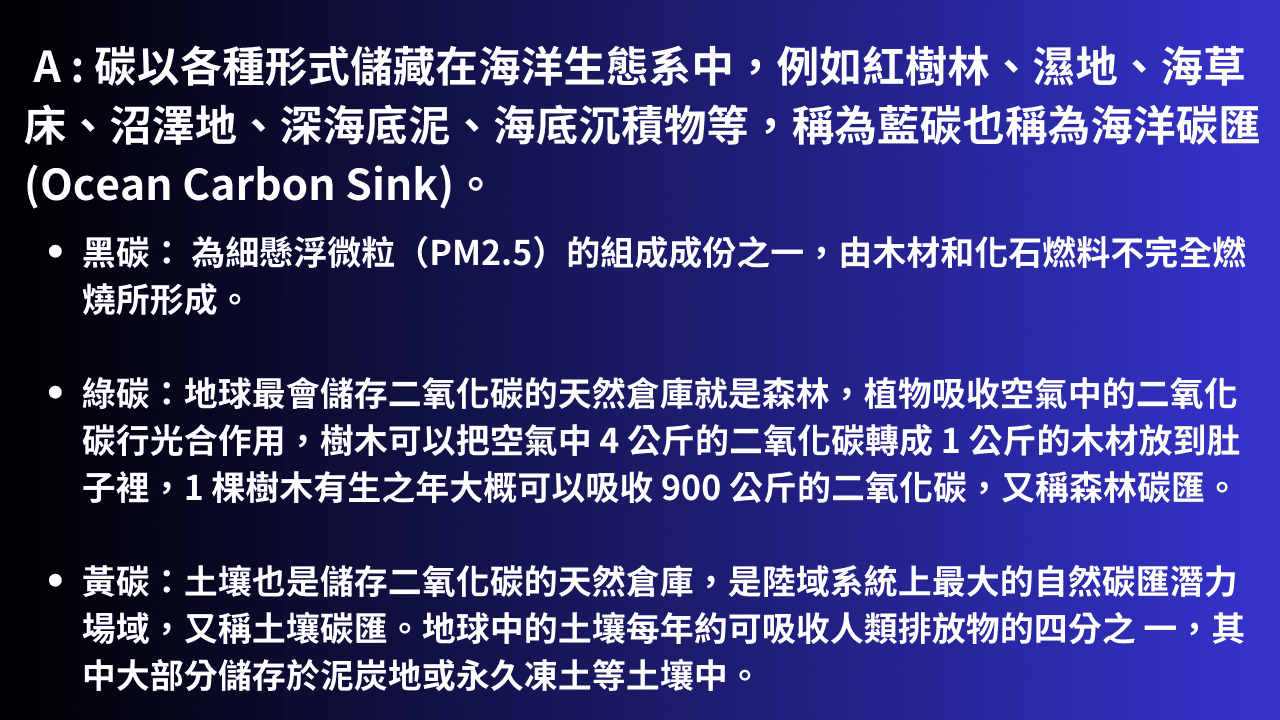 A : 碳以各種形式儲藏在海洋生態系中，例如紅樹林、濕地、海草
床、沼澤地、深海底泥、海底沉積物等，稱為藍碳也稱為海洋碳匯
(Ocean Carbon Sink)。
• 黑碳： 為細懸浮微粒（PM2.5）的組成成份之一，由木材和化石燃料不完全燃
燒所形成。
• 綠碳：地球最會儲存二氧化碳的天然倉庫就是森林，植物吸收空氣中的二氧化
碳行光合作用，樹木可以把空氣中 4 公斤的二氧化碳轉成 1 公斤的木材放到肚
子裡，1 棵樹木有生之年大概可以吸收 900 公斤的二氧化碳，又稱森林碳匯。
• 黃碳：土壤也是儲存二氧化碳的天然倉庫，是陸域系統上最大的自然碳匯潛力
場域，又稱土壤碳匯。地球中的土壤每年約可吸收人類排放物的四分之 一，其
中大部分儲存於泥炭地或永久凍土等土壤中。